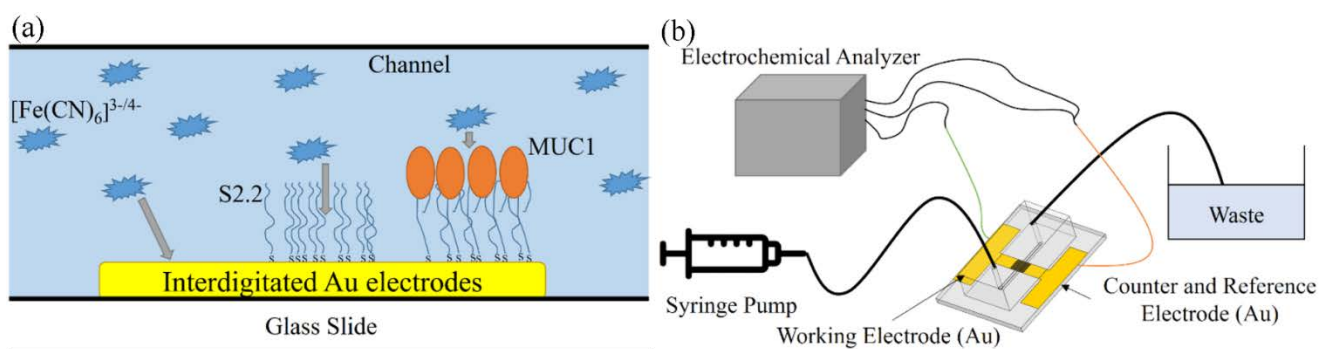 (a)
Channel
[Fe(CN)₆]³⁻/⁴⁻
MUC1
S2.2
s sss s s s s s s s s
Interdigitated Au electrodes
Glass Slide
(b)
Electrochemical Analyzer
Waste
Syringe Pump
Counter and Reference
Electrode (Au)
Working Electrode (Au)